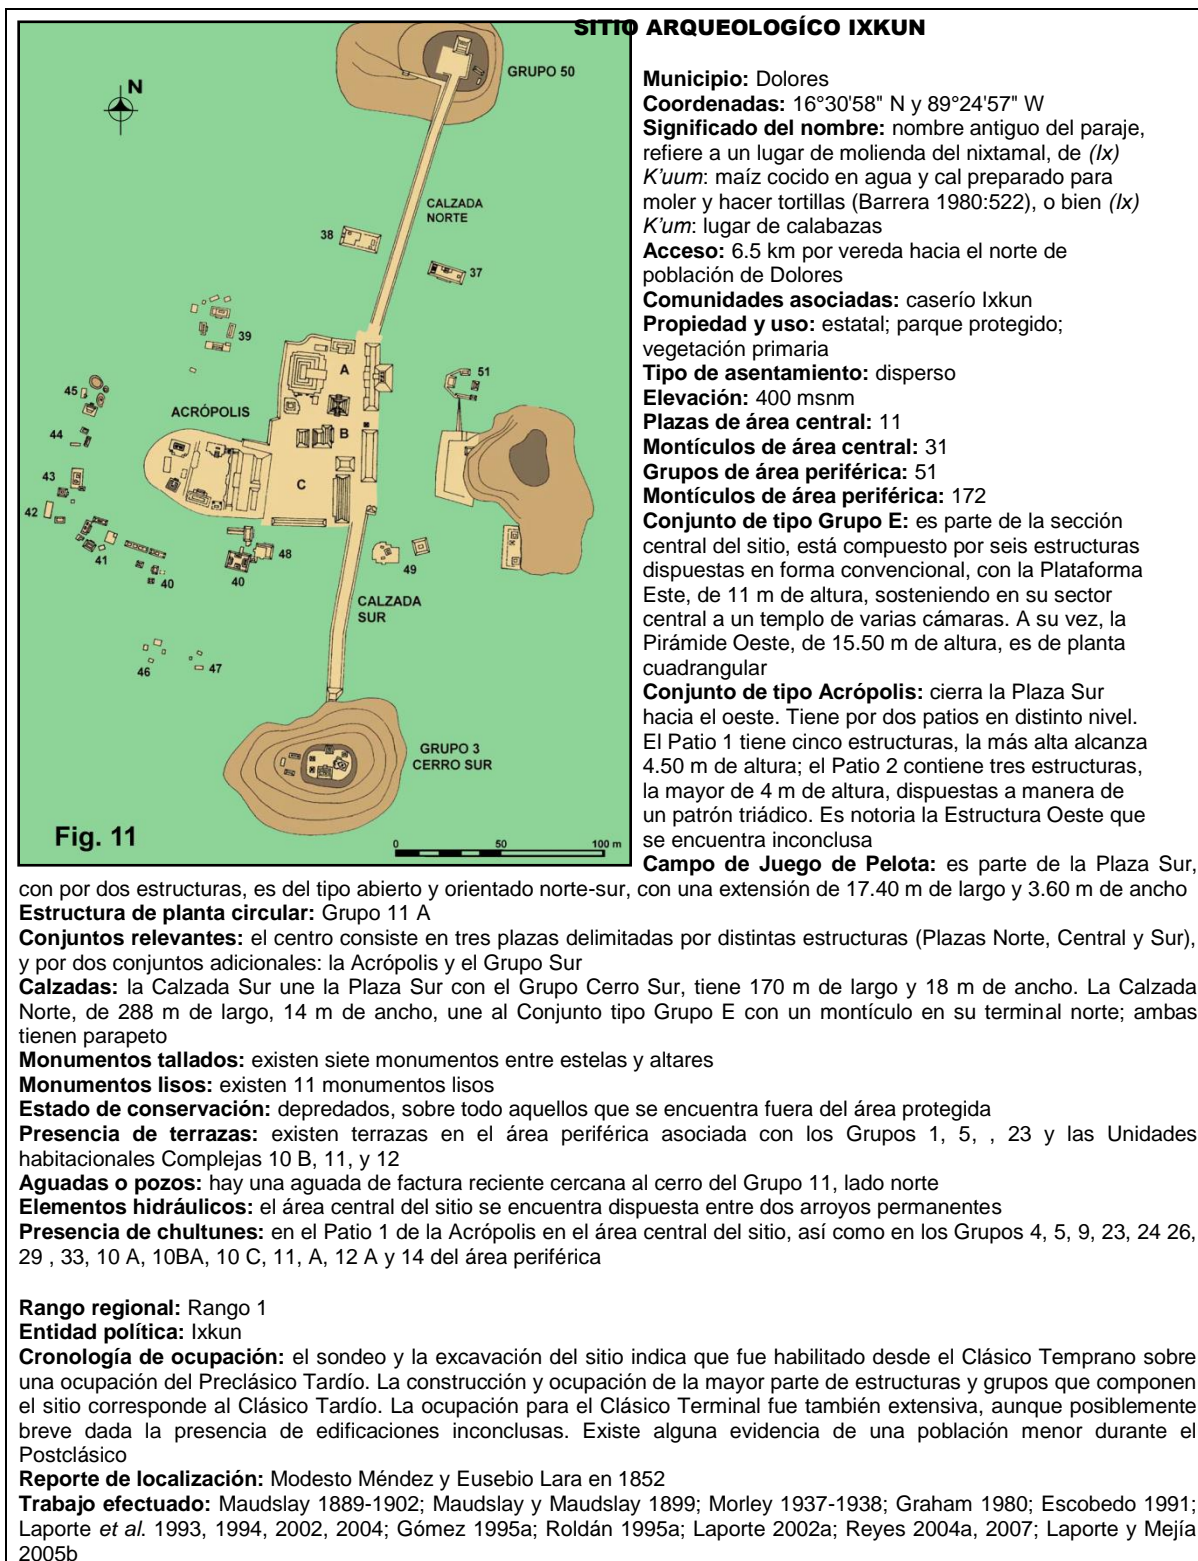 SITIO ARQUEOLOGÍCO IXKUN
Municipio: Dolores
Coordenadas: 16°30'58" N y 89°24'57" W
Significado del nombre: nombre antiguo del paraje,
refiere a un lugar de molienda del nixtamal, de (Ix)
K'uum: maíz cocido en agua y cal preparado para
moler y hacer tortillas (Barrera 1980:522), o bien (Ix)
K'um: lugar de calabazas
Acceso: 6.5 km por vereda hacia el norte de
población de Dolores
Comunidades asociadas: caserío Ixkun
Propiedad y uso: estatal; parque protegido;
vegetación primaria
Tipo de asentamiento: disperso
Elevación: 400 msnm
Plazas de área central: 11
Montículos de área central: 31
Grupos de área periférica: 51
Montículos de área periférica: 172
Conjunto de tipo Grupo E: es parte de la sección
central del sitio, está compuesto por seis estructuras
dispuestas en forma convencional, con la Plataforma
Este, de 11 m de altura, sosteniendo en su sector
central a un templo de varias cámaras. A su vez, la
Pirámide Oeste, de 15.50 m de altura, es de planta
cuadrangular
Conjunto de tipo Acrópolis: cierra la Plaza Sur
hacia el oeste. Tiene por dos patios en distinto nivel.
El Patio 1 tiene cinco estructuras, la más alta alcanza
4.50 m de altura; el Patio 2 contiene tres estructuras,
la mayor de 4 m de altura, dispuestas a manera de
un patrón triádico. Es notoria la Estructura Oeste que
se encuentra inconclusa
Campo de Juego de Pelota: es parte de la Plaza Sur,
con por dos estructuras, es del tipo abierto y orientado norte-sur, con una extensión de 17.40 m de largo y 3.60 m de ancho
Estructura de planta circular: Grupo 11 A
Conjuntos relevantes: el centro consiste en tres plazas delimitadas por distintas estructuras (Plazas Norte, Central y Sur),
y por dos conjuntos adicionales: la Acrópolis y el Grupo Sur
Calzadas: la Calzada Sur une la Plaza Sur con el Grupo Cerro Sur, tiene 170 m de largo y 18 m de ancho. La Calzada
Norte, de 288 m de largo, 14 m de ancho, une al Conjunto tipo Grupo E con un montículo en su terminal norte; ambas
tienen parapeto
Monumentos tallados: existen siete monumentos entre estelas y altares
Monumentos lisos: existen 11 monumentos lisos
Estado de conservación: depredados, sobre todo aquellos que se encuentra fuera del área protegida
Presencia de terrazas: existen terrazas en el área periférica asociada con los Grupos 1, 5, , 23 y las Unidades
habitacionales Complejas 10 B, 11, y 12
Aguadas o pozos: hay una aguada de factura reciente cercana al cerro del Grupo 11, lado norte
Elementos hidráulicos: el área central del sitio se encuentra dispuesta entre dos arroyos permanentes
Presencia de chultunes: en el Patio 1 de la Acrópolis en el área central del sitio, así como en los Grupos 4, 5, 9, 23, 24 26,
29 , 33, 10 A, 10BA, 10 C, 11, A, 12 A y 14 del área periférica
Rango regional: Rango 1
Entidad política: Ixkun
Cronología de ocupación: el sondeo y la excavación del sitio indica que fue habilitado desde el Clásico Temprano sobre
una ocupación del Preclásico Tardío. La construcción y ocupación de la mayor parte de estructuras y grupos que componen
el sitio corresponde al Clásico Tardío. La ocupación para el Clásico Terminal fue también extensiva, aunque posiblemente
breve dada la presencia de edificaciones inconclusas. Existe alguna evidencia de una población menor durante el
Postclásico
Reporte de localización: Modesto Méndez y Eusebio Lara en 1852
Trabajo efectuado: Maudslay 1889-1902; Maudslay y Maudslay 1899; Morley 1937-1938; Graham 1980; Escobedo 1991;
Laporte et al. 1993, 1994, 2002, 2004; Gómez 1995a; Roldán 1995a; Laporte 2002a; Reyes 2004a, 2007; Laporte y Mejía
2005b
N
GRUPO 50
CALZADA
NORTE
38
37
39
A
51
45
ACRÓPOLIS
44
B
43
C
42
41
48
40
40
49
CALZADA
SUR
46
47
GRUPO 3
CERRO SUR
Fig. 11
0
50
100 m